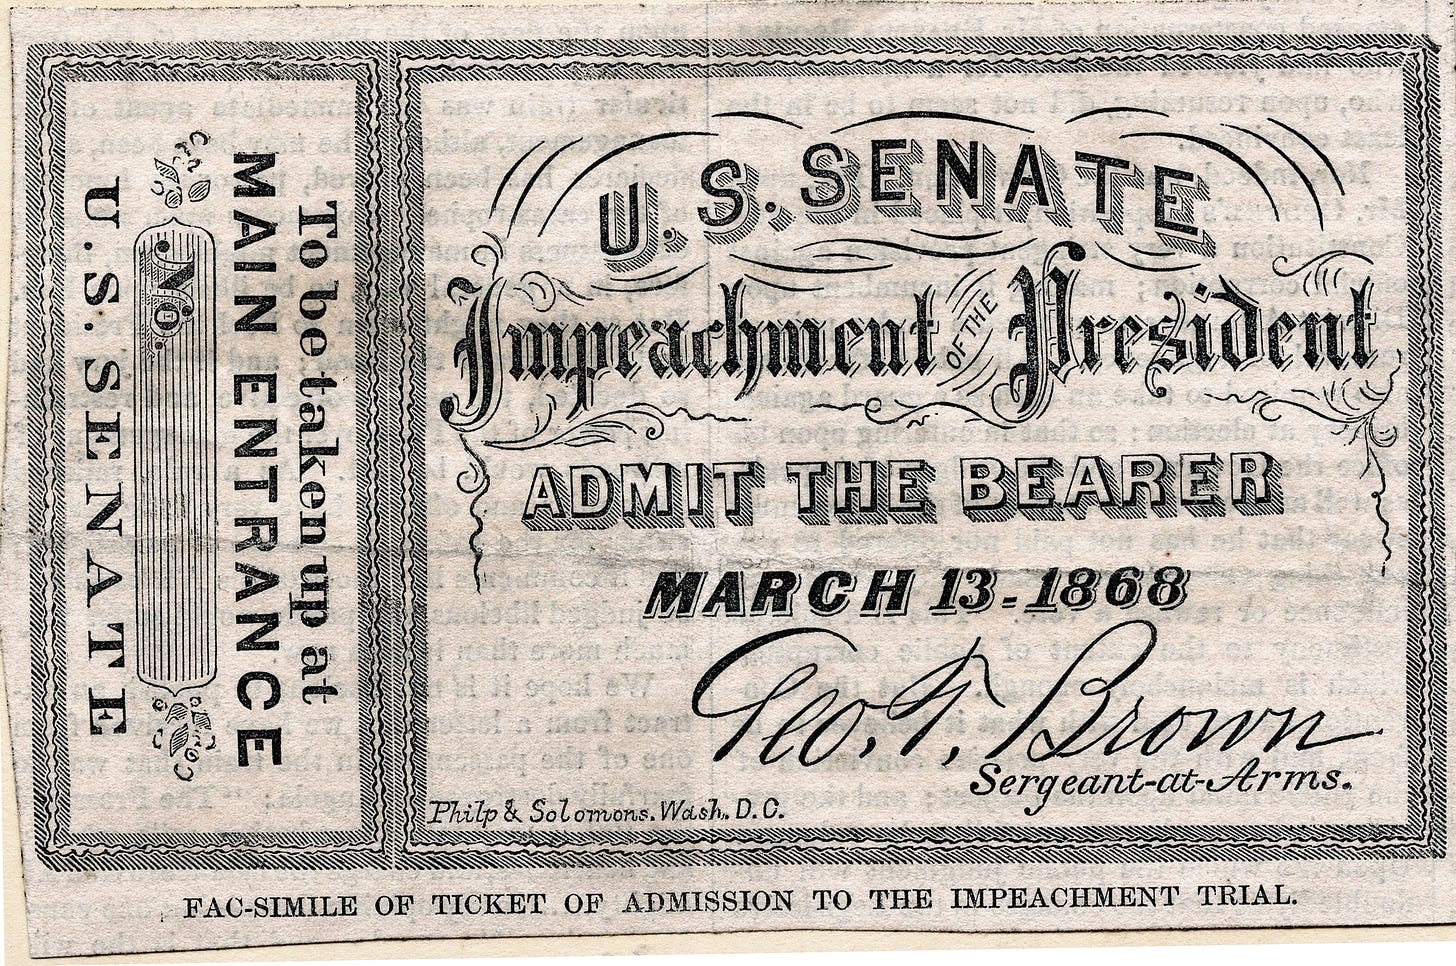 To be taken up at
MAIN ENTRANCE
No.
U.S. SENATE
U.S. SENATE
Impeachment OF THE President
ADMIT THE BEARER
MARCH 13-1868
Geo. T. Brown
Sergeant-at-Arms.
Philp & Solomons. Wash. D.C.
FAC-SIMILE OF TICKET OF ADMISSION TO THE IMPEACHMENT TRIAL.